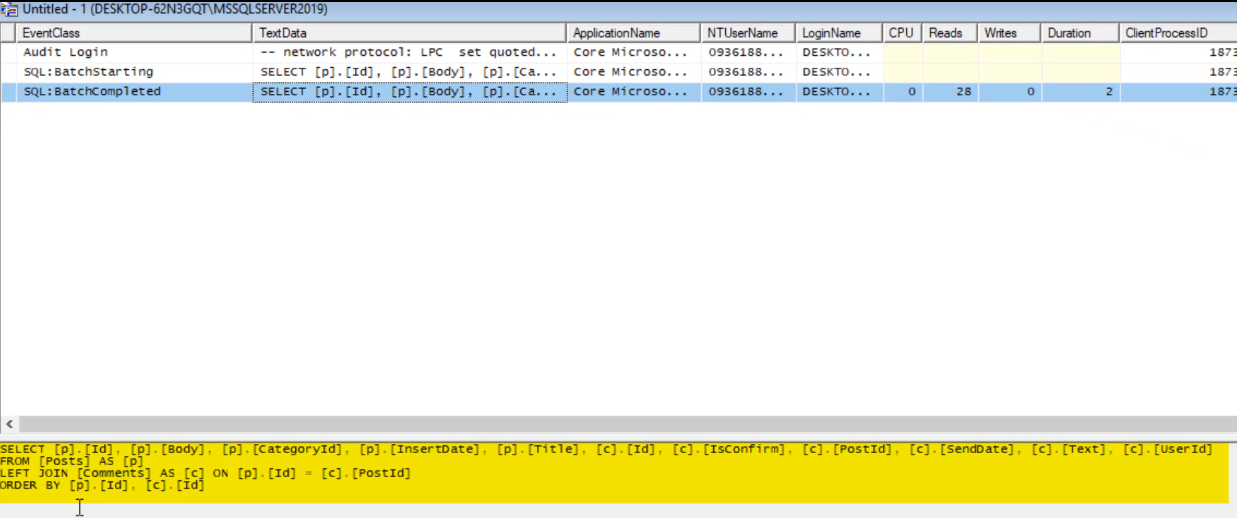 Untitled - 1 (DESKTOP-62N3GQT\MSSQLSERVER2019)
EventClass TextData ApplicationName NTUserName LoginName CPU Reads Writes Duration ClientProcessID
Audit Login -- network protocol: LPC set quoted... Core Microso... 0936188... DESKTO... 1873
SQL:BatchStarting SELECT [p].[Id], [p].[Body], [p].[Ca... Core Microso... 0936188... DESKTO... 1873
SQL:BatchCompleted SELECT [p].[Id], [p].[Body], [p].[Ca... Core Microso... 0936188... DESKTO... 0 28 0 2 1873
SELECT [p].[Id], [p].[Body], [p].[CategoryId], [p].[InsertDate], [p].[Title], [c].[Id], [c].[IsConfirm], [c].[PostId], [c].[SendDate], [c].[Text], [c].[UserId]
FROM [Posts] AS [p]
LEFT JOIN [Comments] AS [c] ON [p].[Id] = [c].[PostId]
ORDER BY [p].[Id], [c].[Id]